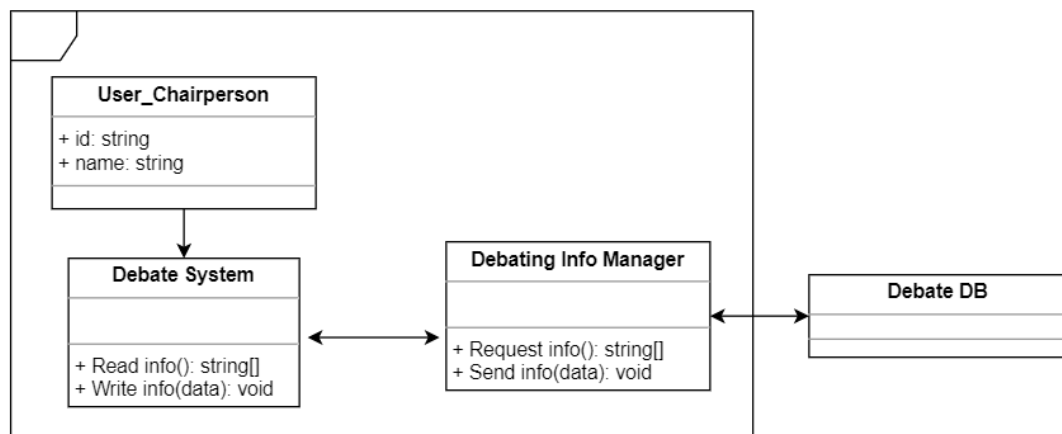 User_Chairperson
+ id: string
+ name: string
Debate System
+ Read info(): string[]
+ Write info(data): void
Debating Info Manager
+ Request info(): string[]
+ Send info(data): void
Debate DB